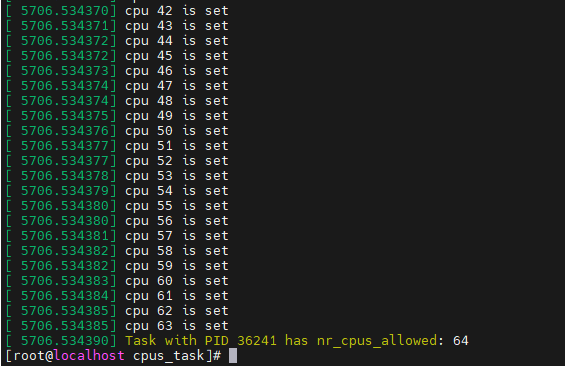 [ 5706.534370] cpu 42 is set
[ 5706.534371] cpu 43 is set
[ 5706.534372] cpu 44 is set
[ 5706.534372] cpu 45 is set
[ 5706.534373] cpu 46 is set
[ 5706.534374] cpu 47 is set
[ 5706.534374] cpu 48 is set
[ 5706.534375] cpu 49 is set
[ 5706.534376] cpu 50 is set
[ 5706.534377] cpu 51 is set
[ 5706.534377] cpu 52 is set
[ 5706.534378] cpu 53 is set
[ 5706.534379] cpu 54 is set
[ 5706.534380] cpu 55 is set
[ 5706.534380] cpu 56 is set
[ 5706.534381] cpu 57 is set
[ 5706.534382] cpu 58 is set
[ 5706.534382] cpu 59 is set
[ 5706.534383] cpu 60 is set
[ 5706.534384] cpu 61 is set
[ 5706.534385] cpu 62 is set
[ 5706.534385] cpu 63 is set
[ 5706.534390] Task with PID 36241 has nr_cpus_allowed: 64
[root@localhost cpus_task]#